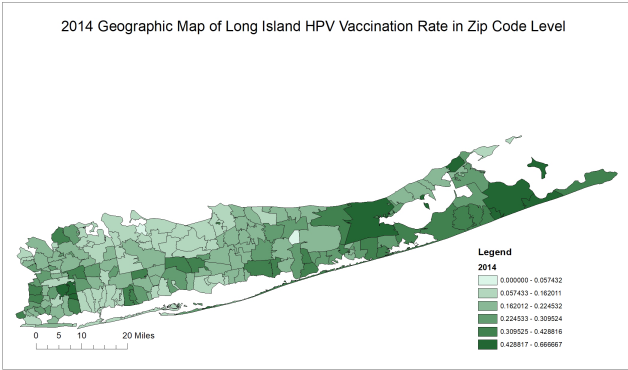 2014 Geographic Map of Long Island HPV Vaccination Rate in Zip Code Level
Legend
2014
0.000000 - 0.057432
0.057433 - 0.162011
0.162012 - 0.224532
0.224533 - 0.309524
0.309525 - 0.428816
0.428817 - 0.666667
0 5 10 20 Miles